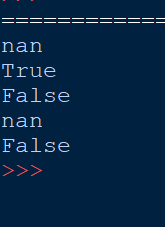 >>>
============
nan
True
False
nan
False
>>>